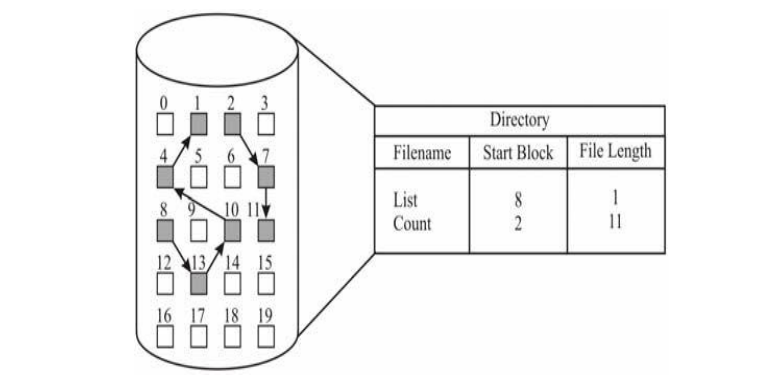 0 1 2 3
4 5 6 7
8 9 10 11
12 13 14 15
16 17 18 19
Directory
Filename Start Block File Length
List 8 1
Count 2 11